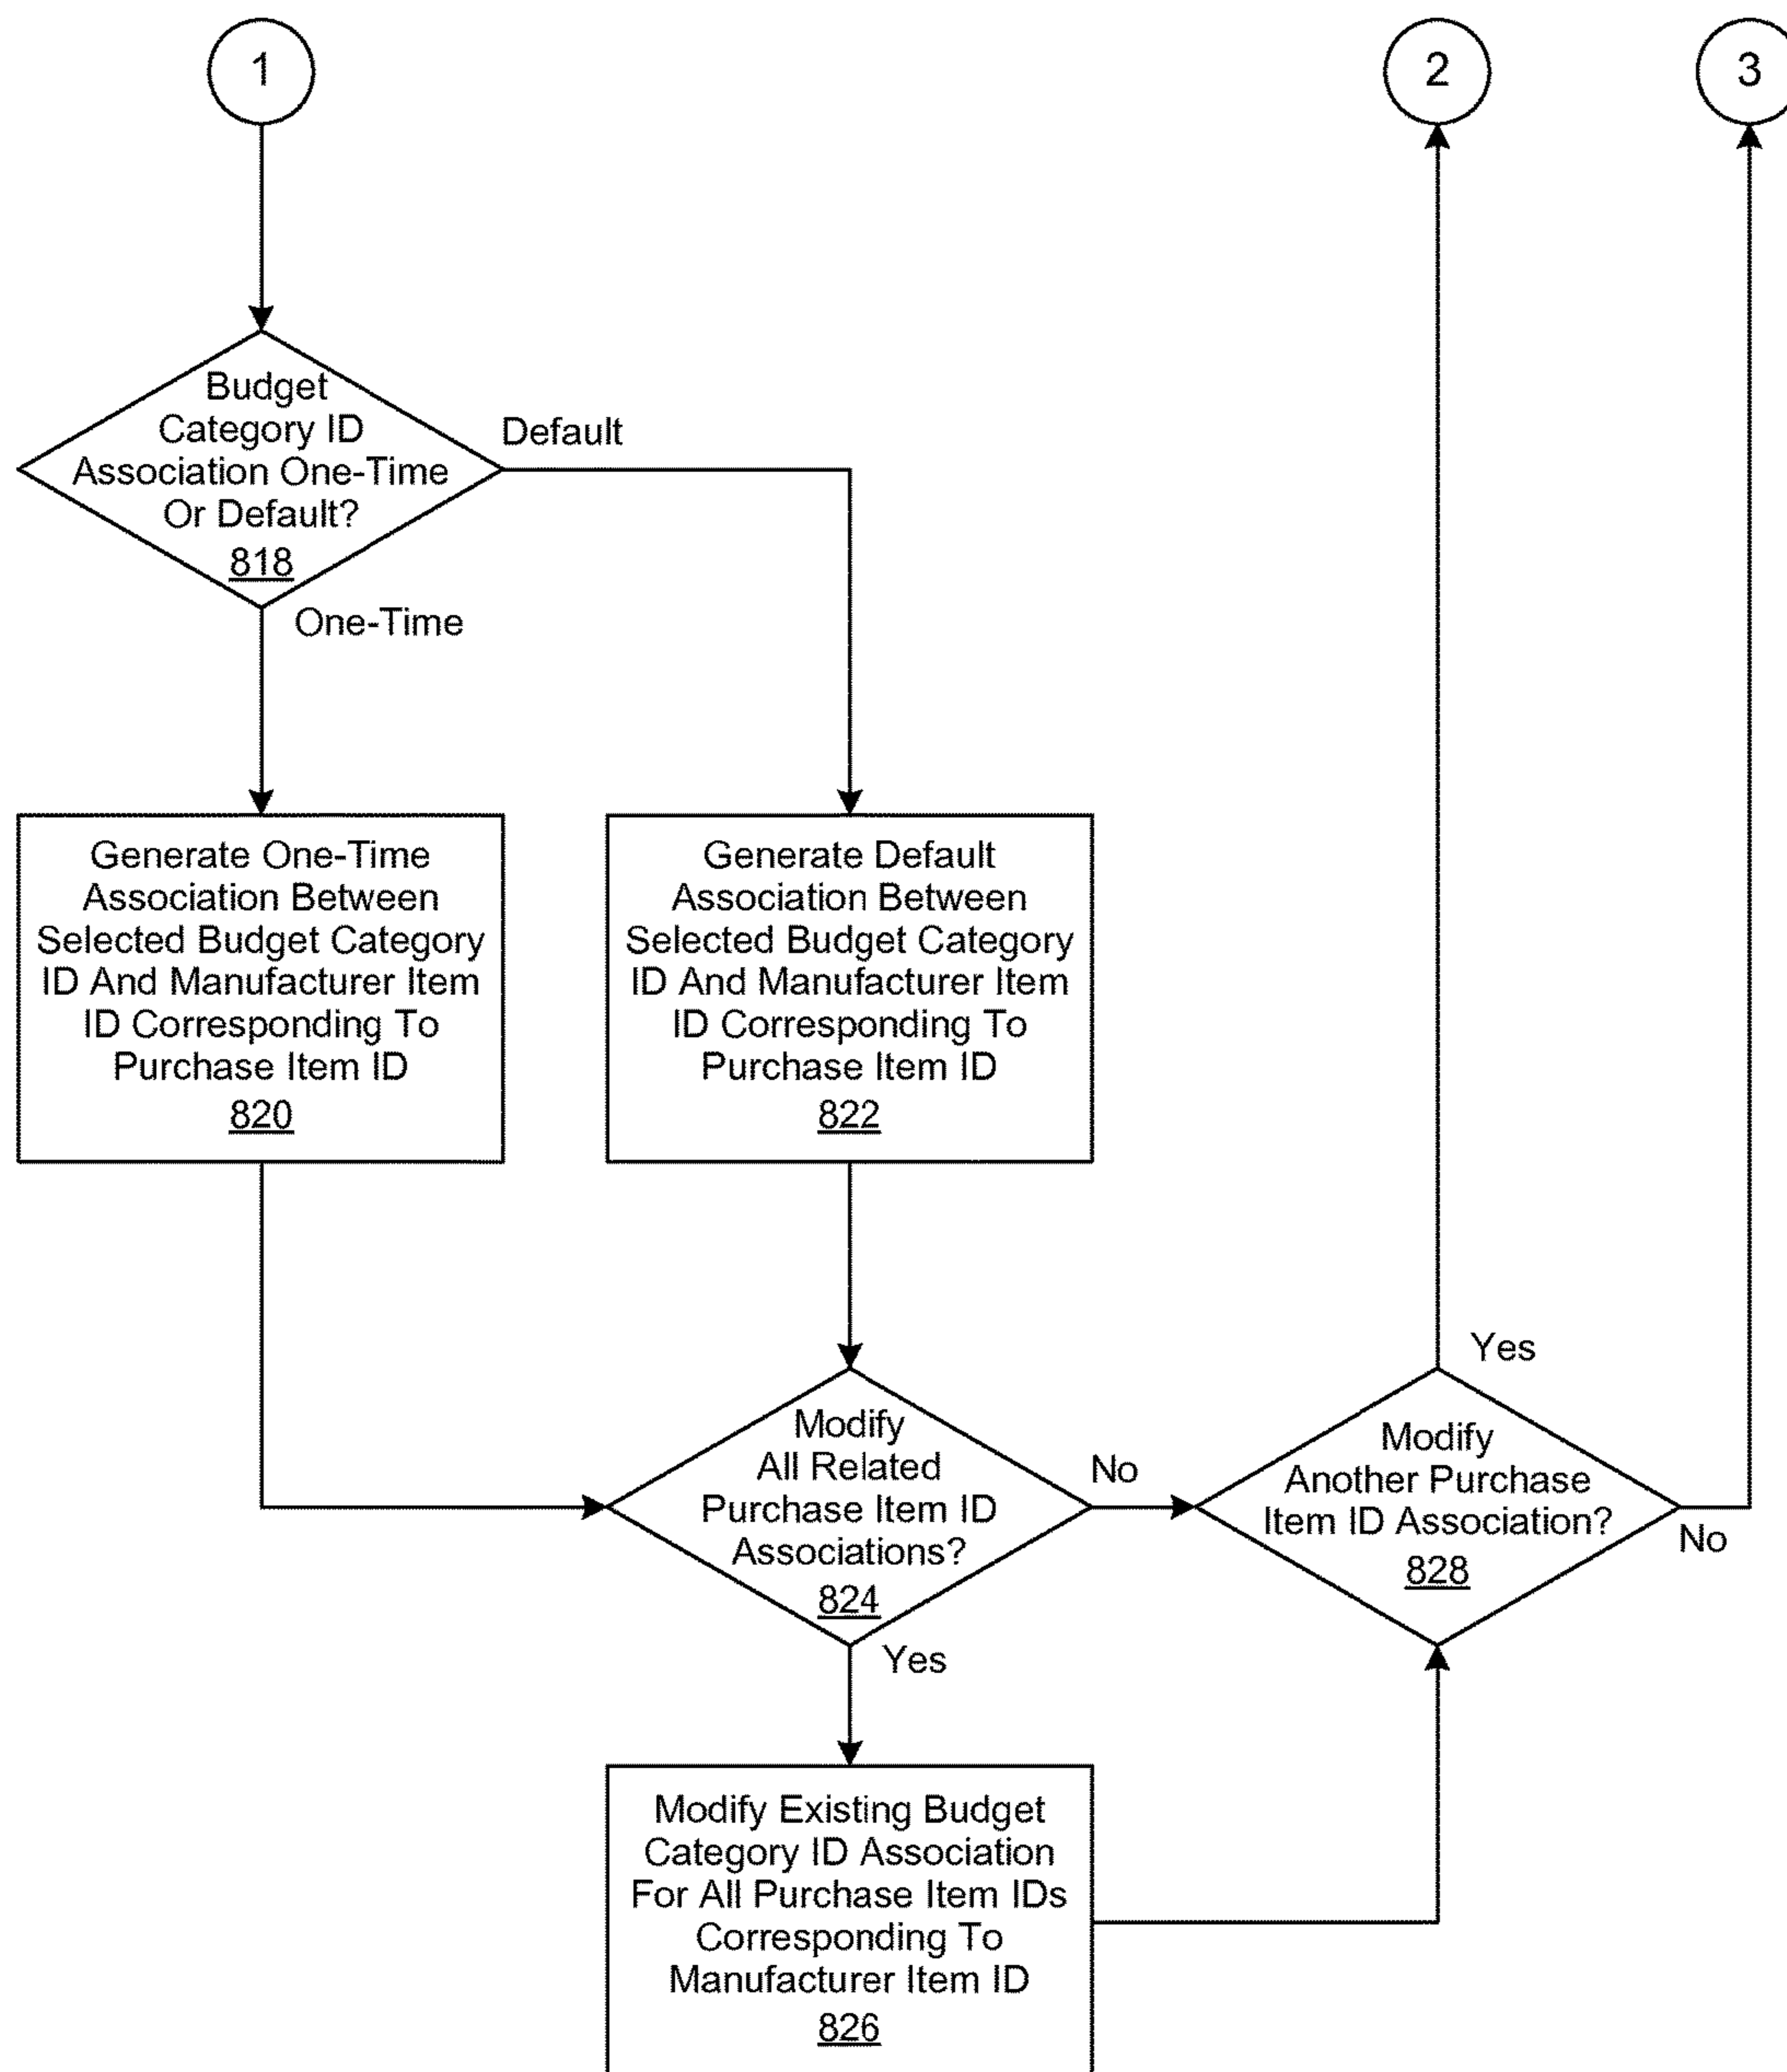 1
2
3
Budget
Category ID
Association One-Time
Or Default?
818
Default
One-Time
Generate One-Time
Association Between
Selected Budget Category
ID And Manufacturer Item
ID Corresponding To
Purchase Item ID
820
Generate Default
Association Between
Selected Budget Category
ID And Manufacturer Item
ID Corresponding To
Purchase Item ID
822
Modify
All Related
Purchase Item ID
Associations?
824
No
Yes
Modify
Another Purchase
Item ID Association?
828
Yes
No
Modify Existing Budget
Category ID Association
For All Purchase Item IDs
Corresponding To
Manufacturer Item ID
826